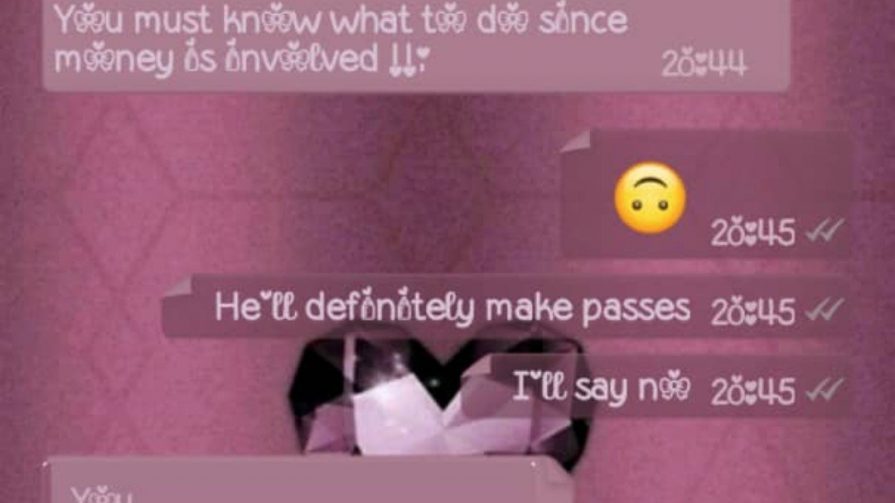 You must know what to do since
money is involved !!
20:44
🙃
20:45
He'll definitely make passes 20:45
I'll say no 20:45
You